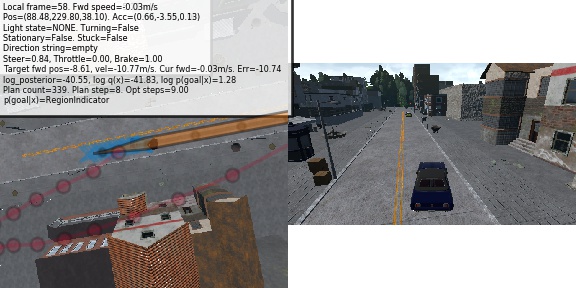 Local frame=58. Fwd speed=-0.03m/s
Pos=(88.48,229.80,38.10). Acc=(0.66,-3.55,0.13)
Light state=NONE. Turning=False
Stationary=False. Stuck=False
Direction string=empty
Steer=0.84, Throttle=0.00, Brake=1.00
Target fwd pos=-8.61, vel=-10.77m/s. Cur fwd=-0.03m/s. Err=-10.74
log_posterior=-40.55, log q(x)=-41.83, log p(goal|x)=1.28
Plan count=339. Plan step=8. Opt steps=9.00
p(goal|x)=RegionIndicator